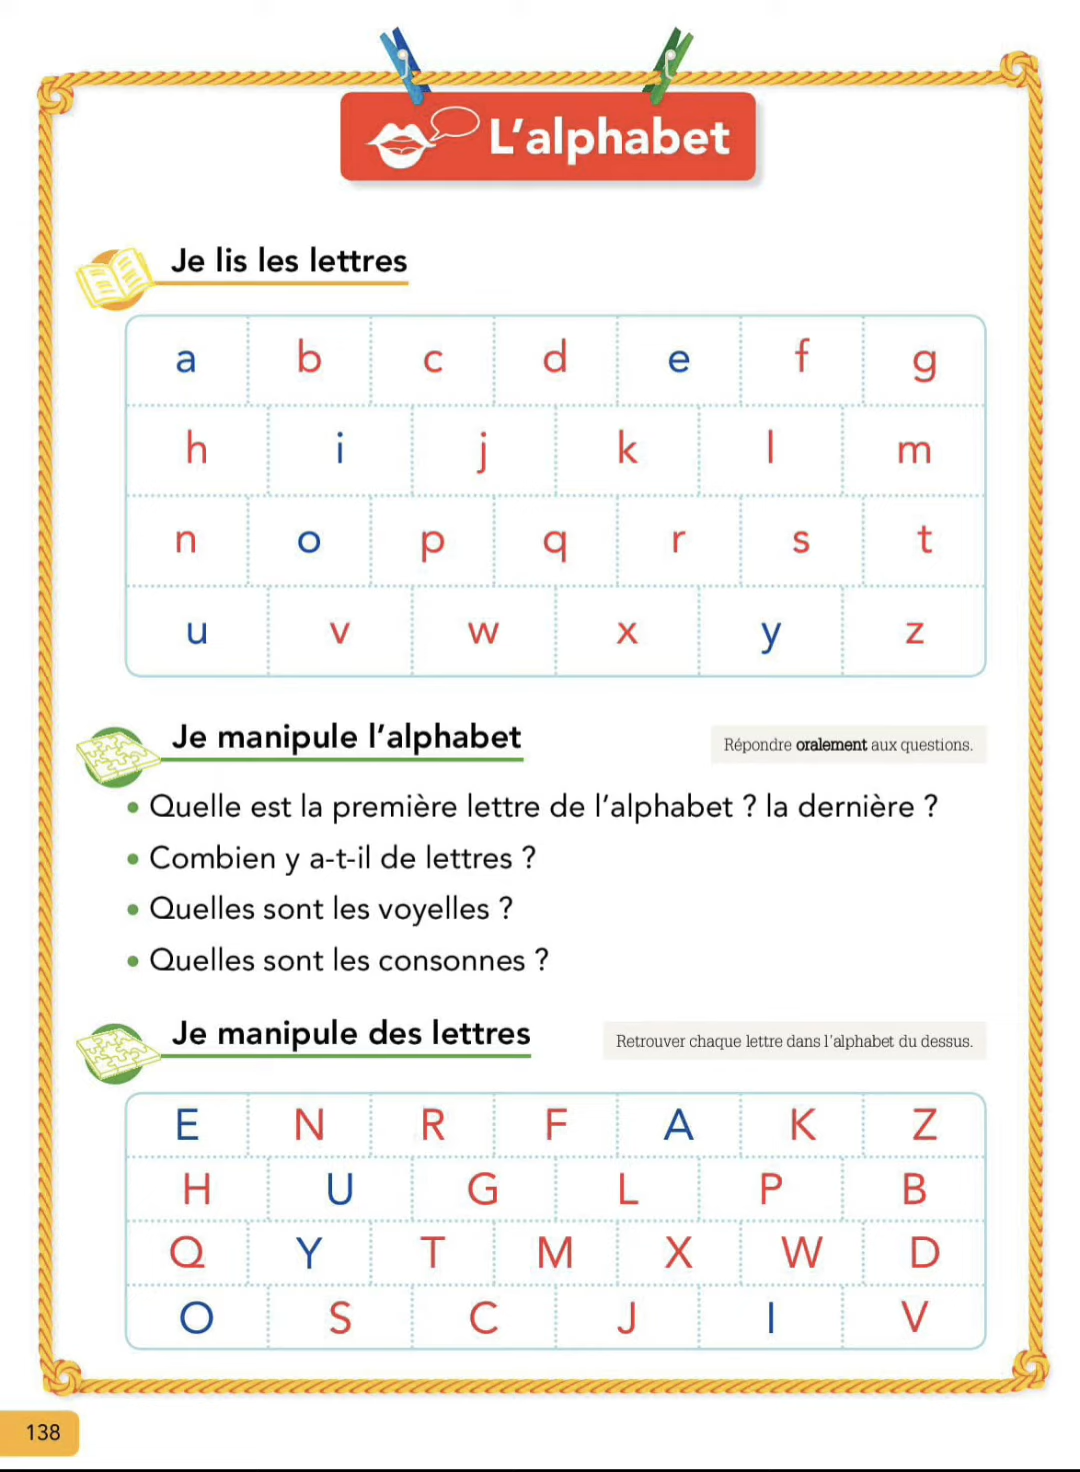 L'alphabet
Je lis les lettres
a b c d e f g
h i j k l m
n o p q r s t
u v w x y z
Je manipule l'alphabet
Répondre oralement aux questions.
• Quelle est la première lettre de l'alphabet ? la dernière ?
• Combien y a-t-il de lettres ?
• Quelles sont les voyelles ?
• Quelles sont les consonnes ?
Je manipule des lettres
Retrouver chaque lettre dans l'alphabet du dessus.
E N R F A K Z
H U G L P B
Q Y T M X W D
O S C J I V
138